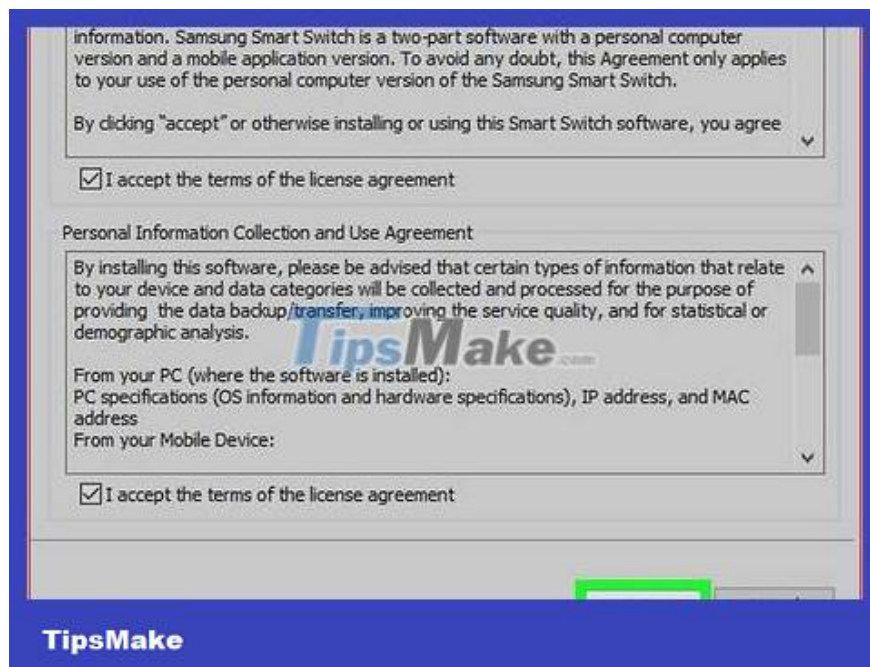 information. Samsung Smart Switch is a two-part software with a personal computer
version and a mobile application version. To avoid any doubt, this Agreement only applies
to your use of the personal computer version of the Samsung Smart Switch.
By clicking “accept” or otherwise installing or using this Smart Switch software, you agree
I accept the terms of the license agreement
Personal Information Collection and Use Agreement
By installing this software, please be advised that certain types of information that relate
to your device and data categories will be collected and processed for the purpose of
providing the data backup/transfer, improving the service quality, and for statistical or
demographic analysis.
TipsMake.com
From your PC (where the software is installed):
PC specifications (OS information and hardware specifications), IP address, and MAC
address
From your Mobile Device:
I accept the terms of the license agreement
TipsMake